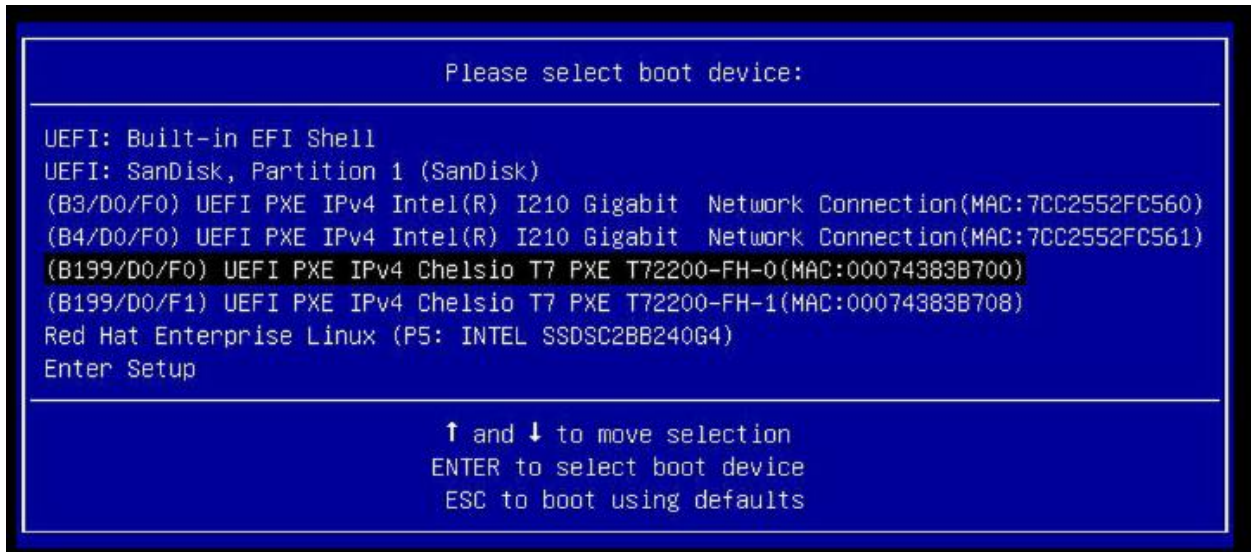 Please select boot device:
UEFI: Built-in EFI Shell
UEFI: SanDisk, Partition 1 (SanDisk)
(B3/D0/F0) UEFI PXE IPv4 Intel(R) I210 Gigabit  Network Connection(MAC:7CC2552FC560)
(B4/D0/F0) UEFI PXE IPv4 Intel(R) I210 Gigabit  Network Connection(MAC:7CC2552FC561)
(B199/D0/F0) UEFI PXE IPv4 Chelsio T7 PXE T72200-FH-0(MAC:00074383B700)
(B199/D0/F1) UEFI PXE IPv4 Chelsio T7 PXE T72200-FH-1(MAC:00074383B708)
Red Hat Enterprise Linux (P5: INTEL SSDSC2BB240G4)
Enter Setup
↑ and ↓ to move selection
ENTER to select boot device
ESC to boot using defaults